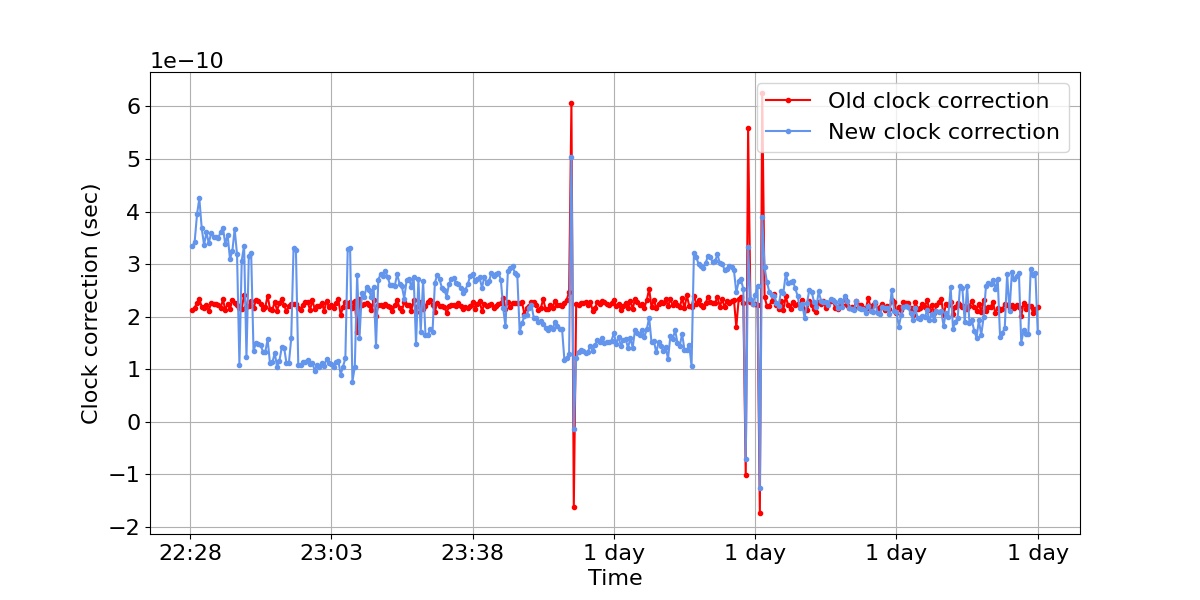 1e−10
6
5
4
3
2
1
0
−1
−2
Clock correction (sec)
Old clock correction
New clock correction
22:28 23:03 23:38 1 day 1 day 1 day 1 day
Time